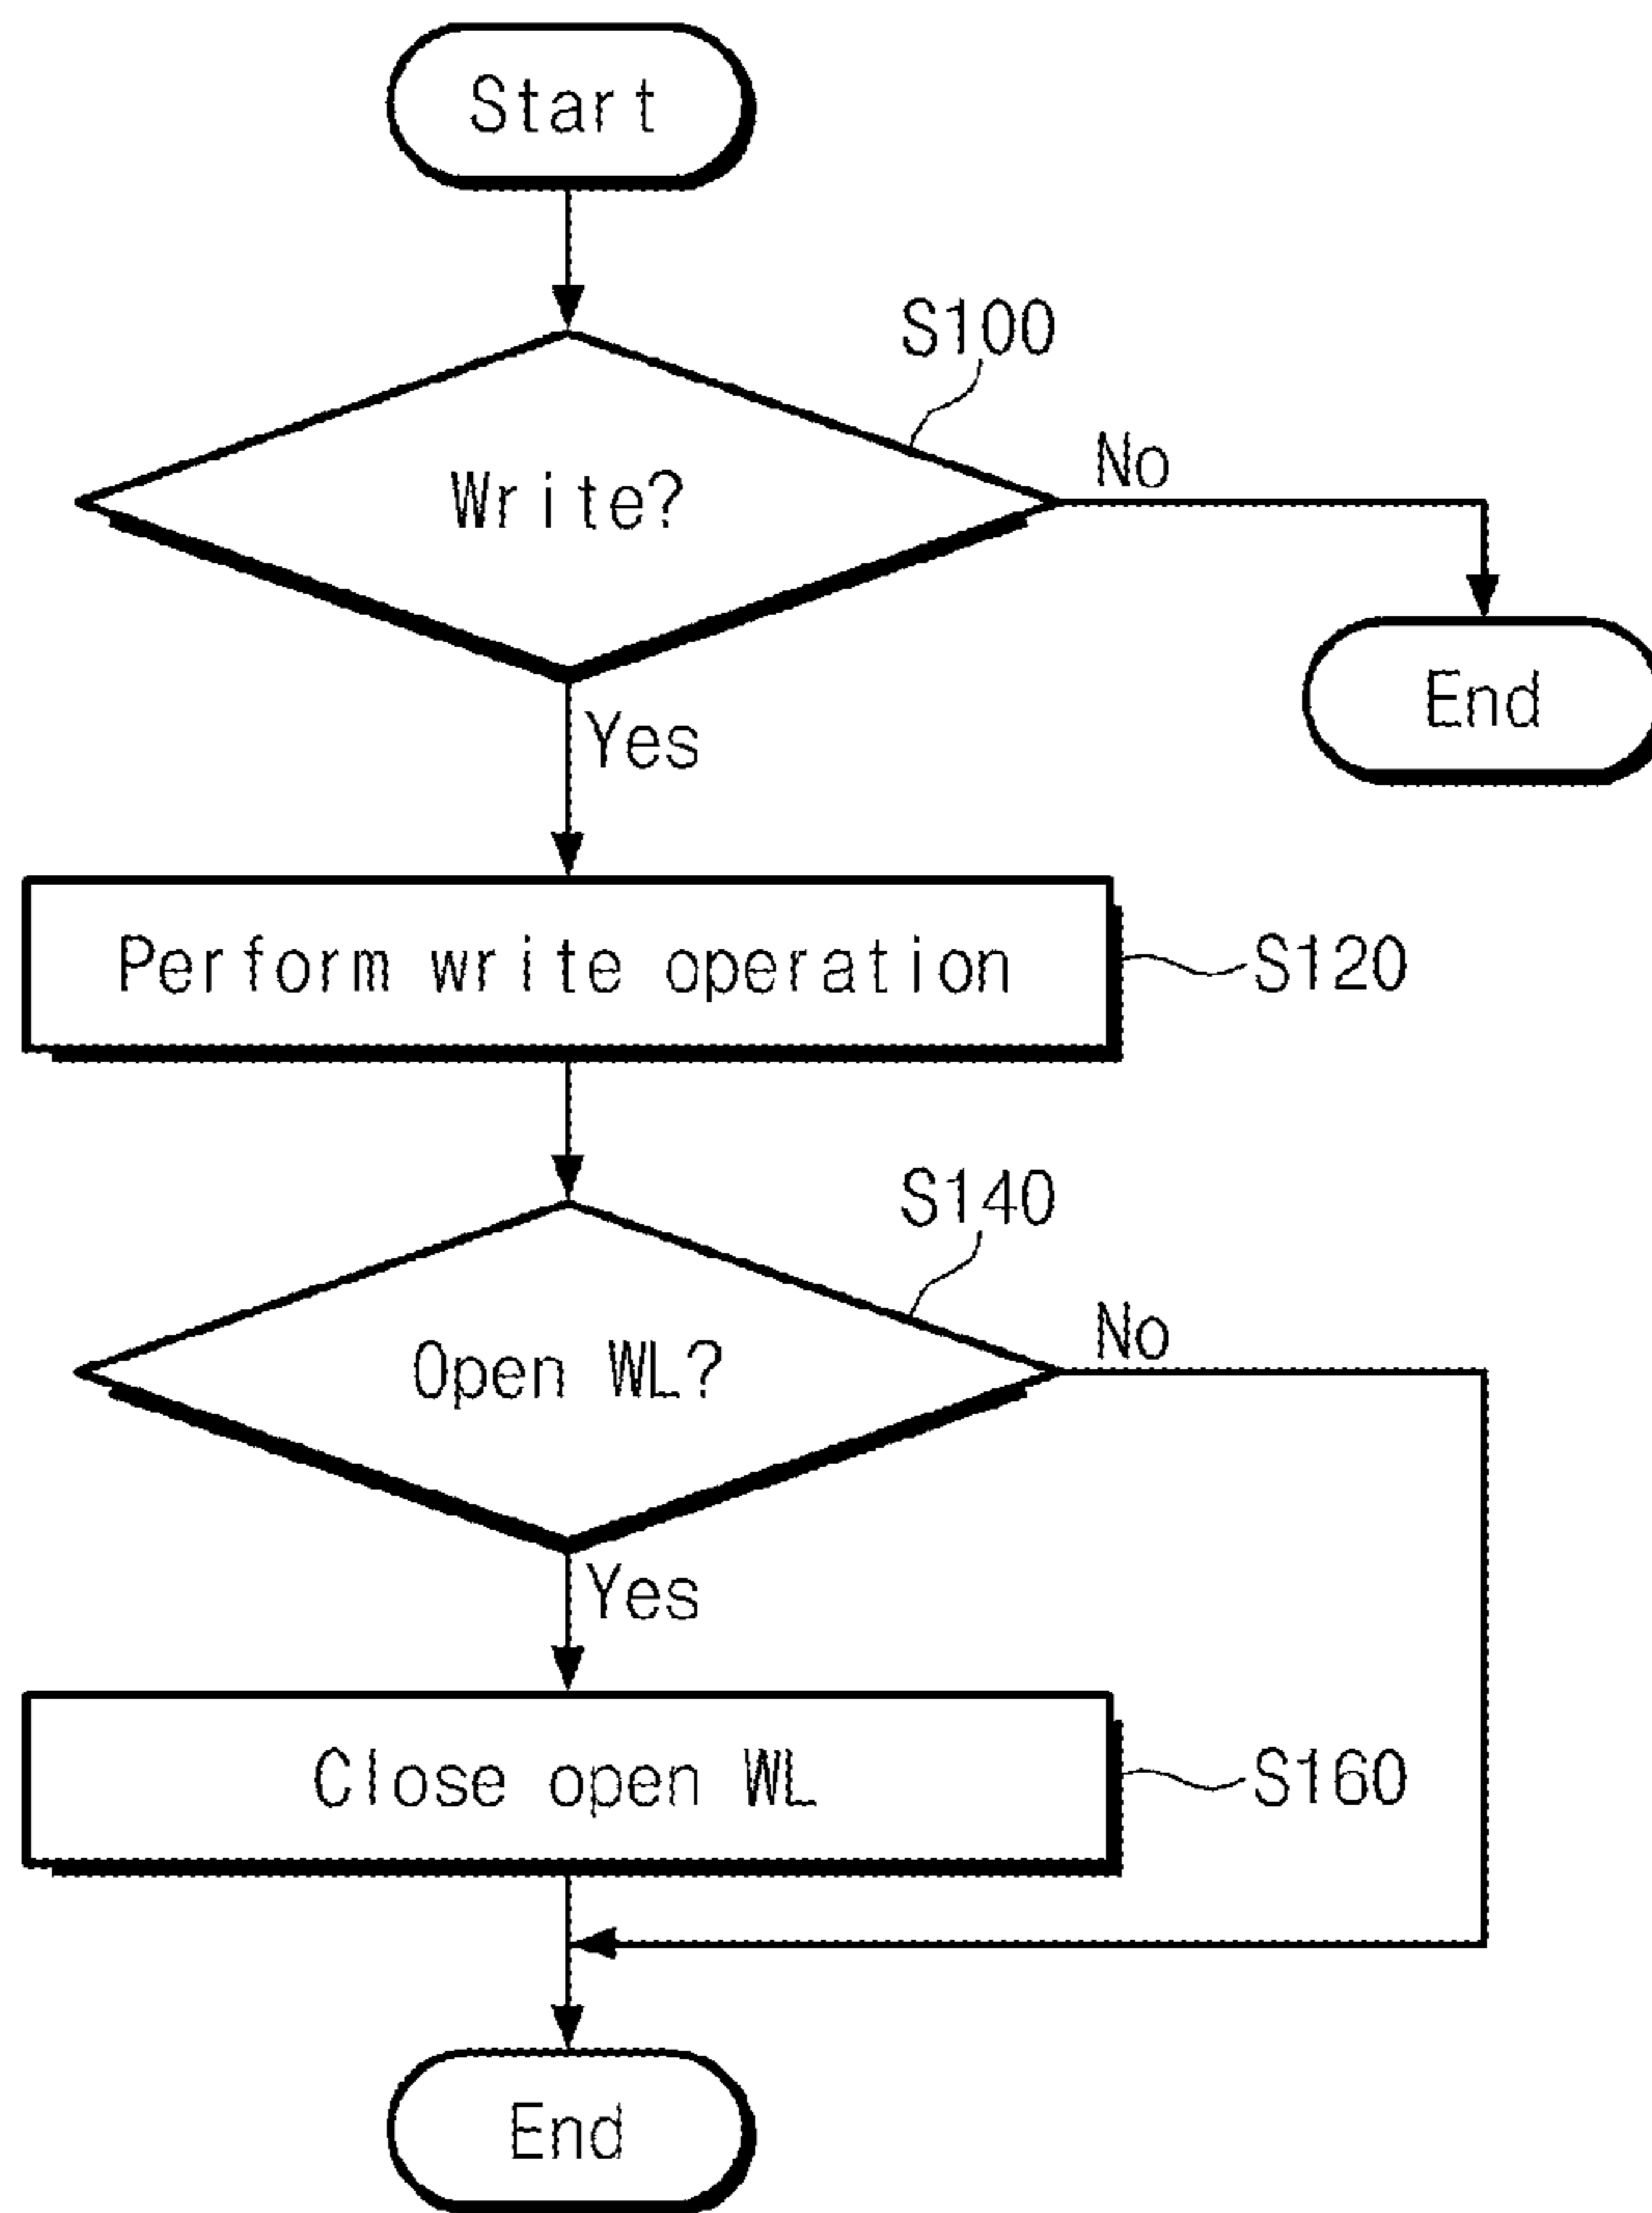 Start
S100
Write?
No
End
Yes
Perform write operation
S120
S140
Open WL?
No
Yes
Close open WL
S160
End